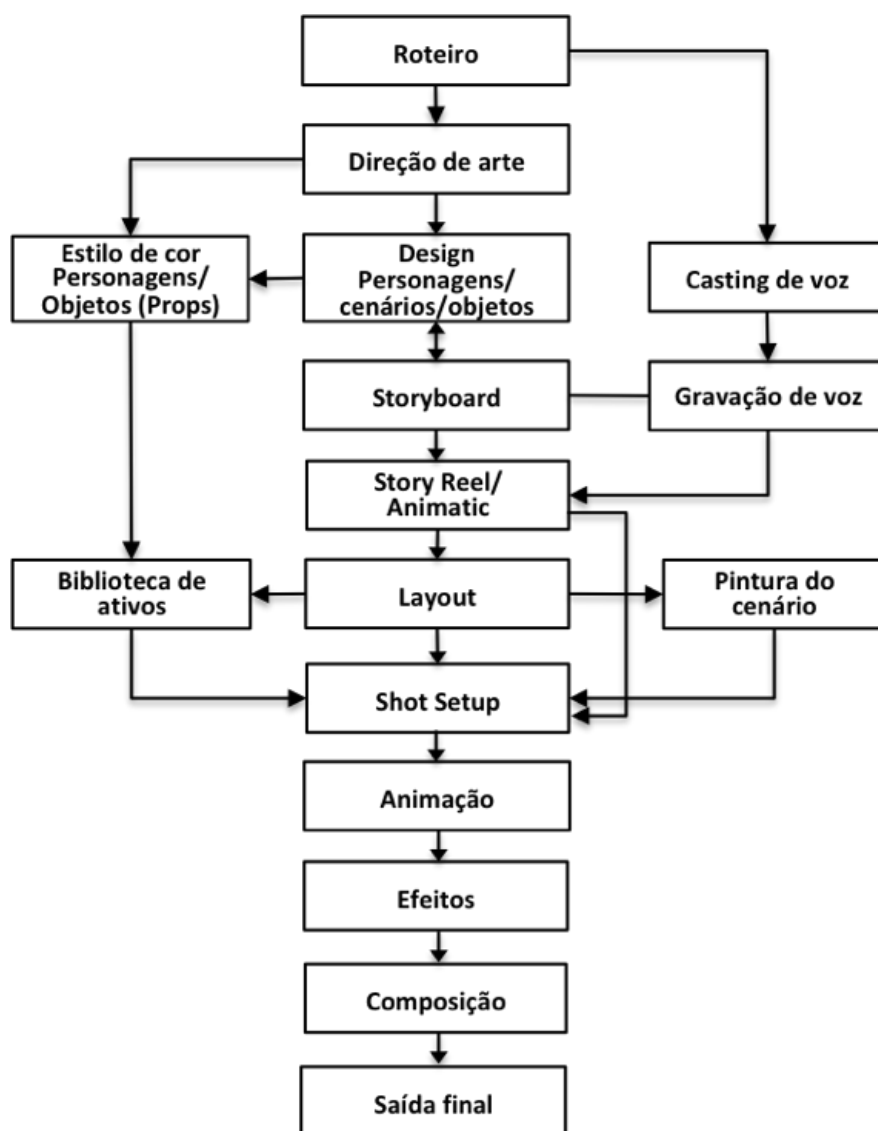 Roteiro
Direção de arte
Estilo de cor
Personagens/
Objetos (Props)
Design
Personagens/
cenários/objetos
Casting de voz
Storyboard
Gravação de voz
Story Reel/
Animatic
Biblioteca de
ativos
Layout
Pintura do
cenário
Shot Setup
Animação
Efeitos
Composição
Saída final